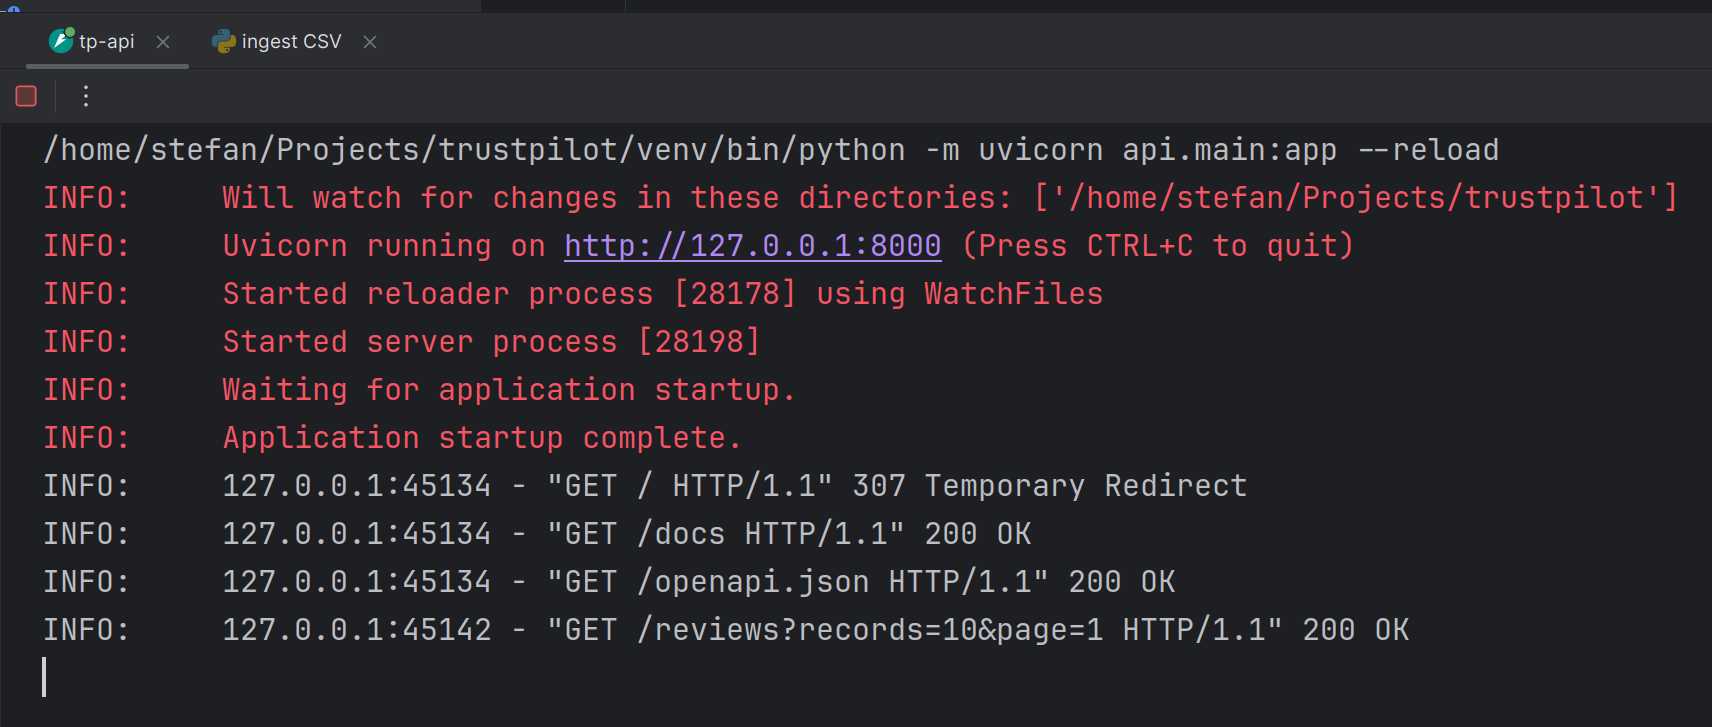 tp-api
ingest CSV
/home/stefan/Projects/trustpilot/venv/bin/python -m uvicorn api.main:app --reload
INFO:     Will watch for changes in these directories: ['/home/stefan/Projects/trustpilot']
INFO:     Uvicorn running on http://127.0.0.1:8000 (Press CTRL+C to quit)
INFO:     Started reloader process [28178] using WatchFiles
INFO:     Started server process [28198]
INFO:     Waiting for application startup.
INFO:     Application startup complete.
INFO:     127.0.0.1:45134 - "GET / HTTP/1.1" 307 Temporary Redirect
INFO:     127.0.0.1:45134 - "GET /docs HTTP/1.1" 200 OK
INFO:     127.0.0.1:45134 - "GET /openapi.json HTTP/1.1" 200 OK
INFO:     127.0.0.1:45142 - "GET /reviews?records=10&page=1 HTTP/1.1" 200 OK